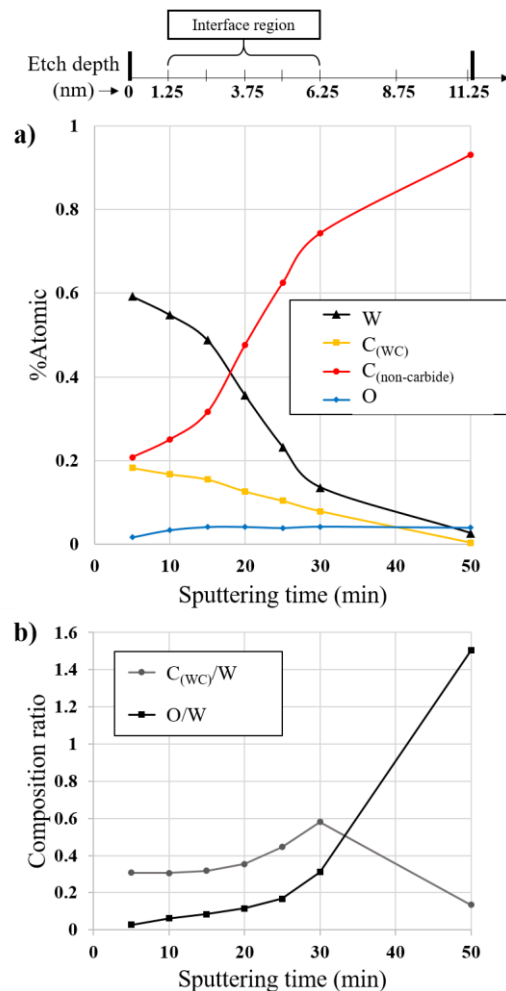 Interface region
Etch depth
(nm) → 0 1.25 3.75 6.25 8.75 11.25
a)
1
0.8
0.6
0.4
0.2
0
%Atomic
W
C(WC)
C(non-carbide)
O
0 10 20 30 40 50
Sputtering time (min)
b)
1.6
1.4
1.2
1
0.8
0.6
0.4
0.2
0
Composition ratio
C(WC)/W
O/W
0 10 20 30 40 50
Sputtering time (min)